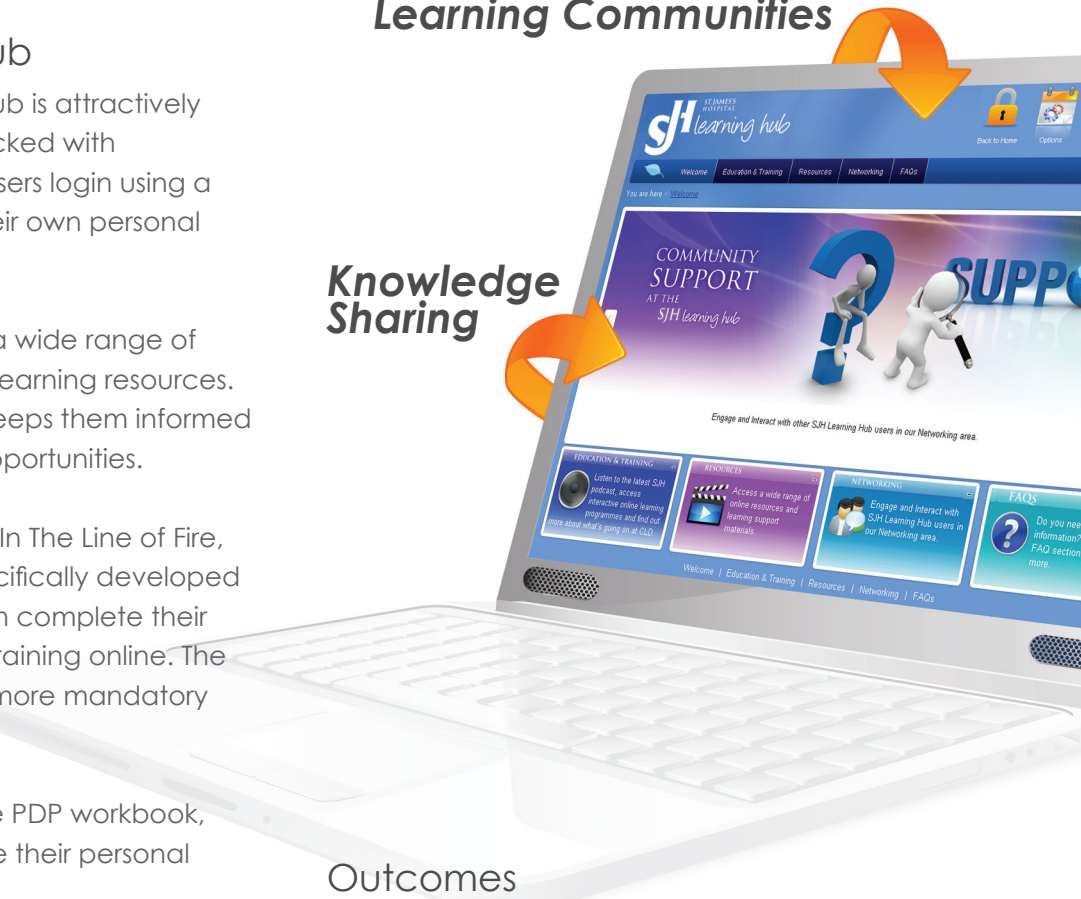 Learning Communities
ub
ub is attractively
cked with
sers login using a
eir own personal
a wide range of
earning resources.
eeps them informed
pportunities.
In The Line of Fire,
cifically developed
n complete their
raining online. The
more mandatory
e PDP workbook,
e their personal
Knowledge
Sharing
SJH
ST.JAMES'S
HOSPITAL
learning hub
Back to Home
Options
Welcome
Education & Training
Resources
Networking
FAQs
You are here - Welcome
COMMUNITY
SUPPORT
AT THE
SJH learning hub
SUPPO
Engage and Interact with other SJH Learning Hub users in our Networking area.
EDUCATION & TRAINING
Listen to the latest SJH
podcast, access
interactive online learning
programmes and find out
more about what's going on at CLD.
RESOURCES
Access a wide range of
online resources and
learning support
materials.
NETWORKING
Engage and Interact with
SJH Learning Hub users in
our Networking area.
FAQS
Do you nee
information?
FAQ section
more.
Welcome | Education & Training | Resources | Networking | FAQs
Outcomes